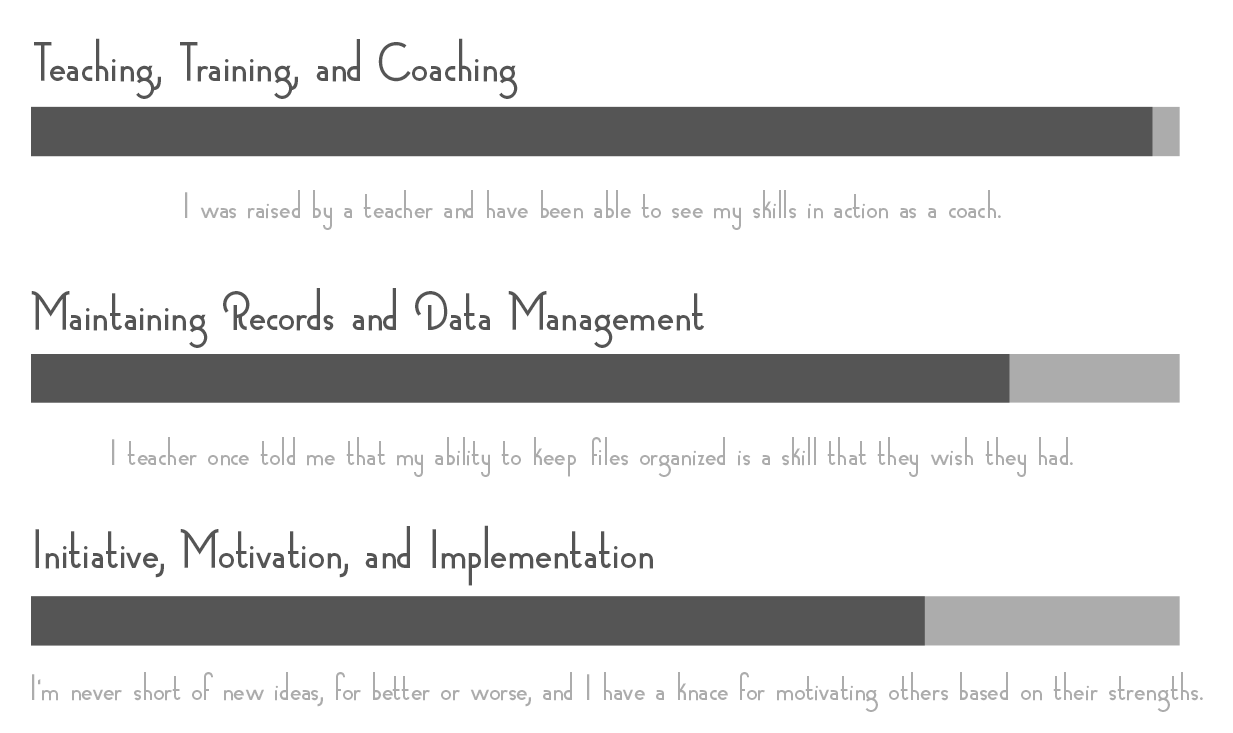 Teaching, Training, and Coaching
I was raised by a teacher and have been able to see my skills in action as a coach.
Maintaining Records and Data Management
I teacher once told me that my ability to keep files organized is a skill that they wish they had.
Initiative, Motivation, and Implementation
I'm never short of new ideas, for better or worse, and I have a knace for motivating others based on their strengths.